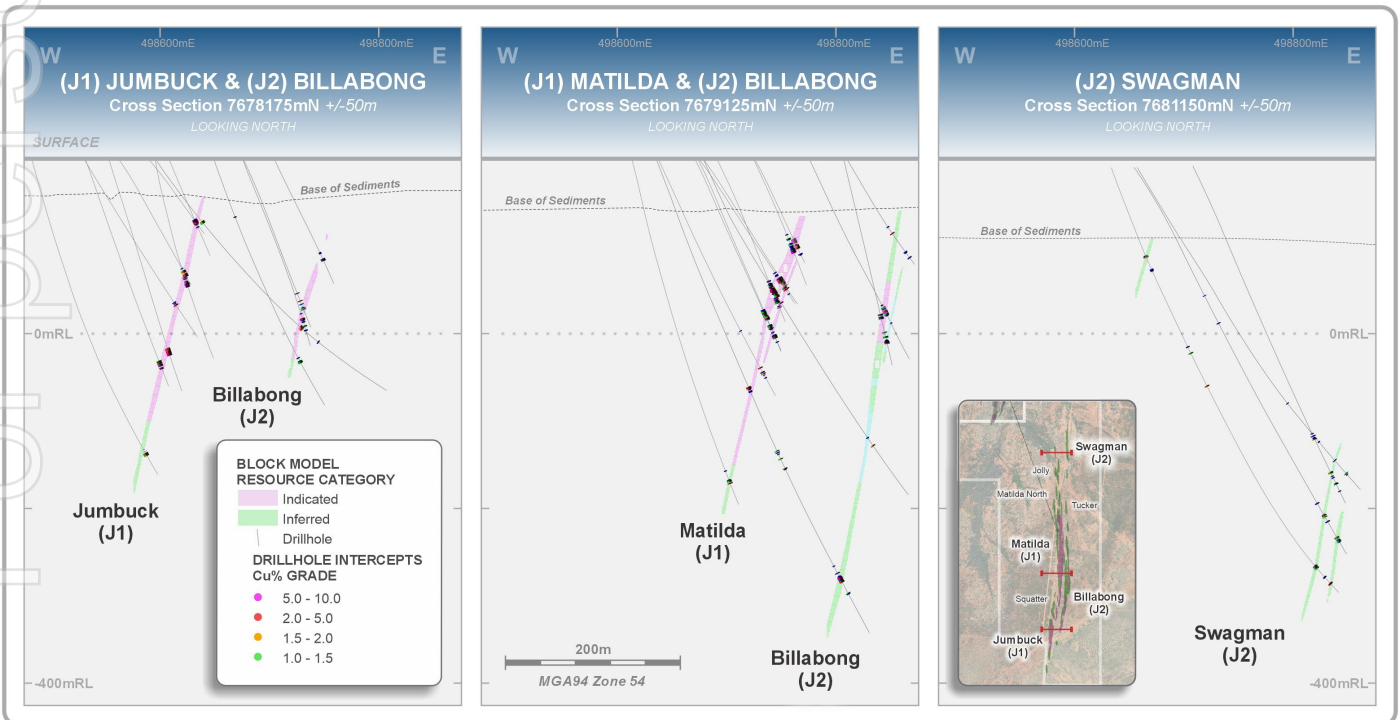 W
498600mE
498800mE
E
(J1) JUMBUCK & (J2) BILLABONG
Cross Section 7678175mN +/-50m
LOOKING NORTH
SURFACE
Base of Sediments
0mRL
Billabong
(J2)
Jumbuck
(J1)
BLOCK MODEL
RESOURCE CATEGORY
Indicated
Inferred
Drillhole
DRILLHOLE INTERCEPTS
Cu% GRADE
5.0 - 10.0
2.0 - 5.0
1.5 - 2.0
1.0 - 1.5
-400mRL
W
498600mE
498800mE
E
(J1) MATILDA & (J2) BILLABONG
Cross Section 7679125mN +/-50m
LOOKING NORTH
Base of Sediments
Matilda
(J1)
200m
MGA94 Zone 54
Billabong
(J2)
W
498600mE
498800mE
E
(J2) SWAGMAN
Cross Section 7681150mN +/-50m
LOOKING NORTH
Base of Sediments
0mRL
Swagman
(J2)
Jolly
Matilda North
Tucker
Matilda
(J1)
Squatter
Billabong
(J2)
Jumbuck
(J1)
Swagman
(J2)
-400mRL